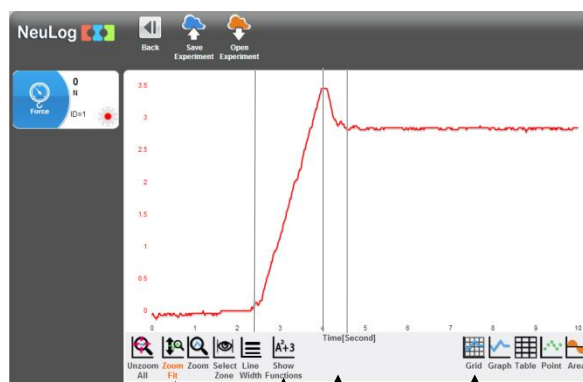 NeuLog
Back
Save
Experiment
Open
Experiment
0
N
ID=1
Force
3.5
3
2.5
2
1.5
1
0.5
0
0 1 2 3 4 5 6 7 8 9 10
Time[Second]
Unzoom
All
Zoom
Fit
Zoom
Select
Zone
Line
Width
A²+3
Show
Functions
Grid
Graph
Table
Point
Area